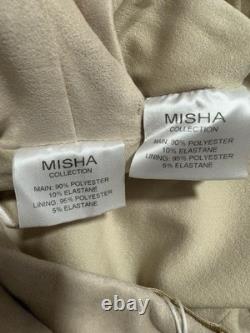 MISHA
COLLECTION
MAIN: 90% POLYESTER
10% ELASTANE
LINING: 95% POLYESTER
5% ELASTANE
MISHA
COLLECTION
MAIN: 90% POLYESTER
10% ELASTANE
LINING: 95% POLYESTER
5% ELASTANE